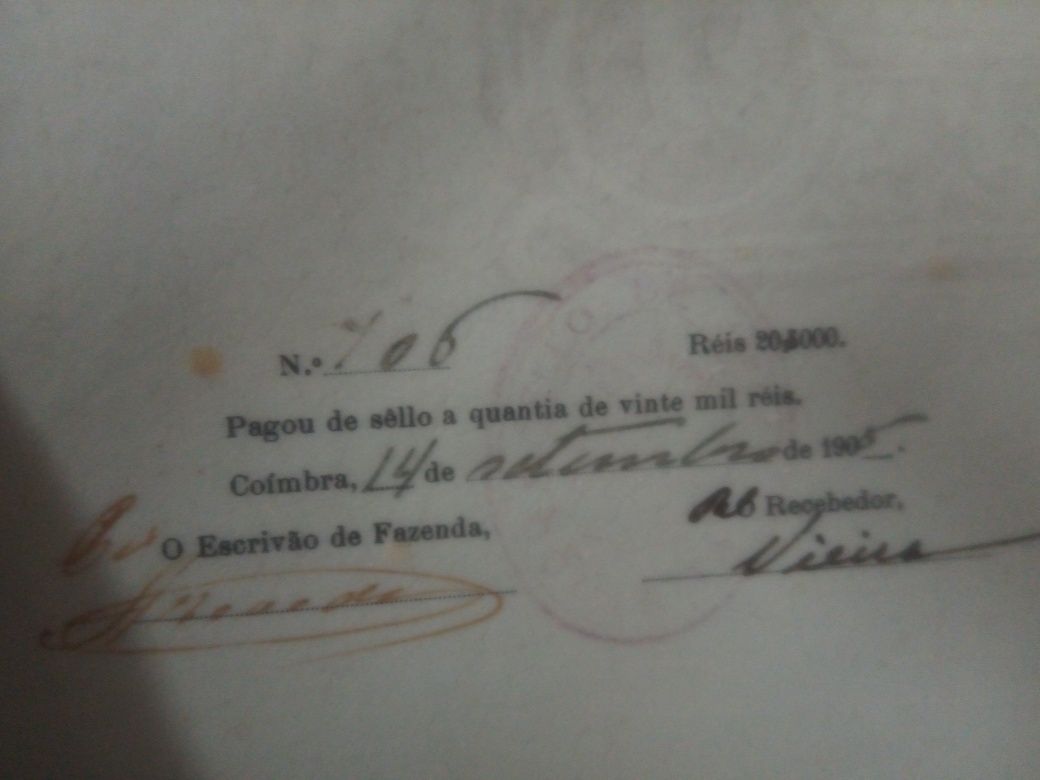 N.º 706 Réis 20$000.
Pagou de sêllo a quantia de vinte mil réis.
Coímbra, 14 de setembro de 1905.
O Escrivão de Fazenda, Recebedor,
Vieira